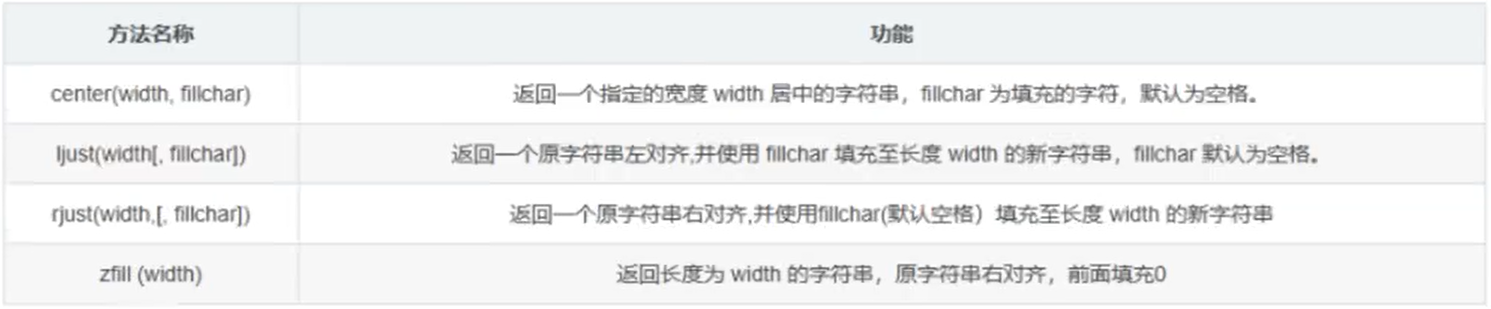 方法名称 功能
center(width, fillchar) 返回一个指定的宽度 width 居中的字符串，fillchar 为填充的字符，默认为空格。
ljust(width[, fillchar]) 返回一个原字符串左对齐,并使用 fillchar 填充至长度 width 的新字符串，fillchar 默认为空格。
rjust(width,[, fillchar]) 返回一个原字符串右对齐,并使用fillchar(默认空格）填充至长度 width 的新字符串
zfill (width) 返回长度为 width 的字符串，原字符串右对齐，前面填充0